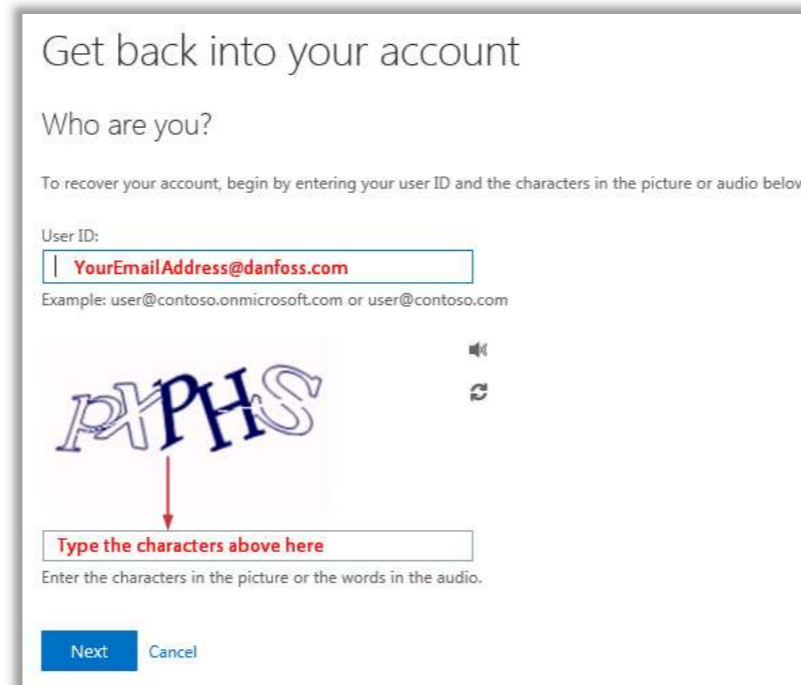 Get back into your account
Who are you?
To recover your account, begin by entering your user ID and the characters in the picture or audio below
User ID:
YourEmailAddress@danfoss.com
Example: user@contoso.onmicrosoft.com or user@contoso.com
PXPHS
Type the characters above here
Enter the characters in the picture or the words in the audio.
Next Cancel